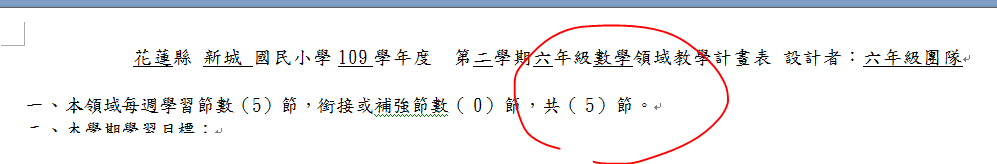 花蓮縣 新城 國民小學 109 學年度 第二學期六年級數學領域教學計畫表 設計者：六年級團隊
一、本領域每週學習節數（5）節，銜接或補強節數（ 0）節，共（ 5）節。
二、本學期學習目標：